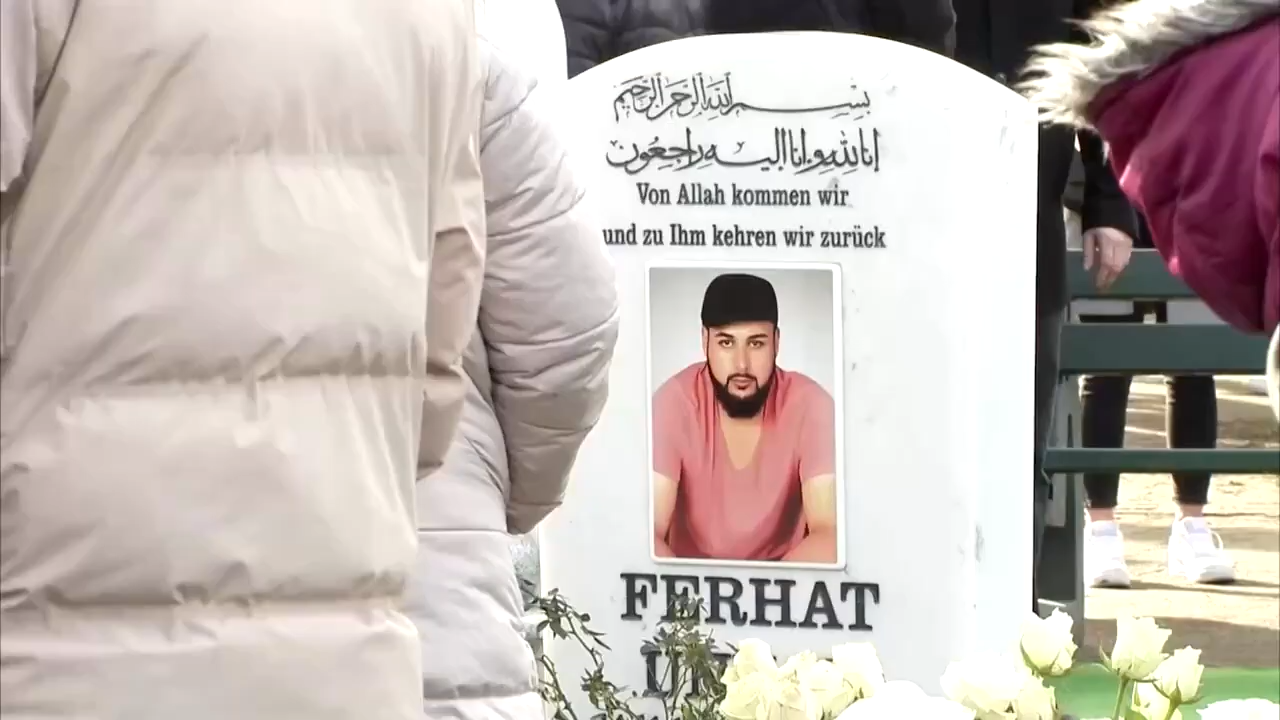 بسم الله الرحمن الرحيم
انا لله وانا اليه راجعون
Von Allah kommen wir
und zu Ihm kehren wir zurück
FERHAT